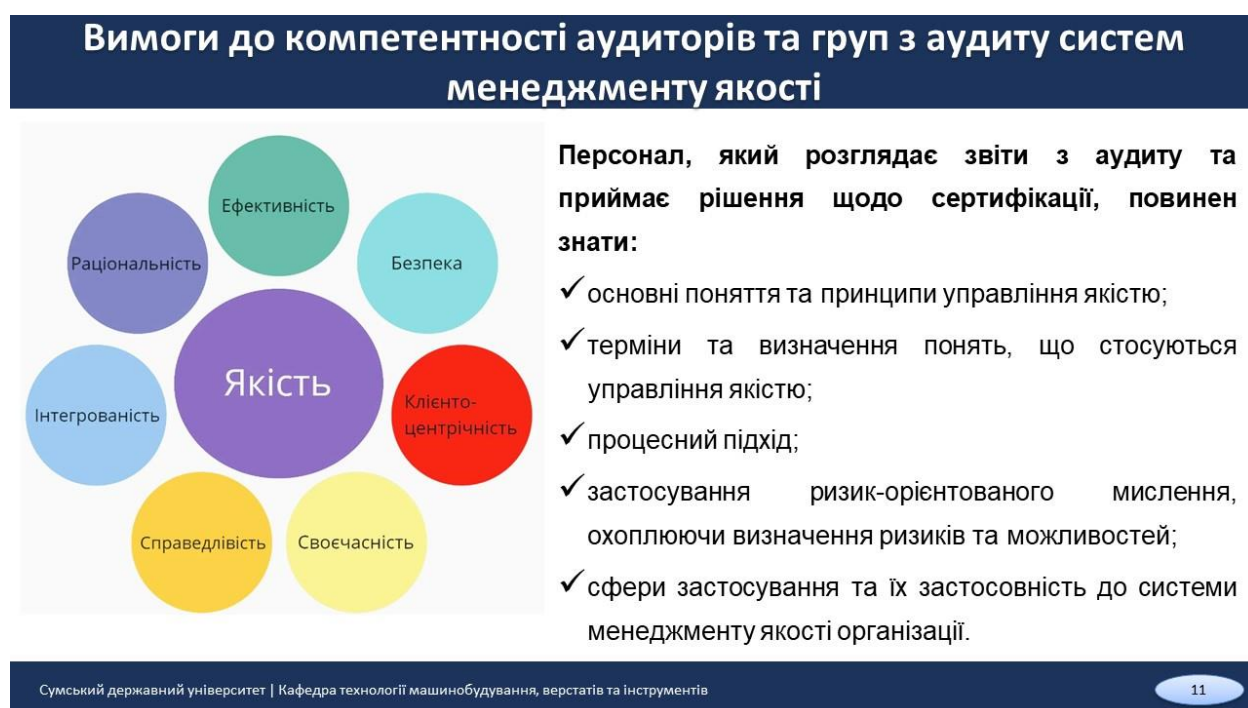 Вимоги до компетентності аудиторів та груп з аудиту систем
менеджменту якості
Ефективність
Раціональність
Безпека
Якість
Інтегрованість
Клієнто-
центрічність
Справедлівість
Своєчасність
Персонал, який розглядає звіти з аудиту та
приймає рішення щодо сертифікації, повинен
знати:
✓основні поняття та принципи управління якістю;
✓терміни та визначення понять, що стосуються
управління якістю;
✓процесний підхід;
✓застосування ризик-орієнтованого мислення,
охоплюючи визначення ризиків та можливостей;
✓сфери застосування та їх застосовність до системи
менеджменту якості організації.
Сумський державний університет | Кафедра технології машинобудування, верстатів та інструментів
11